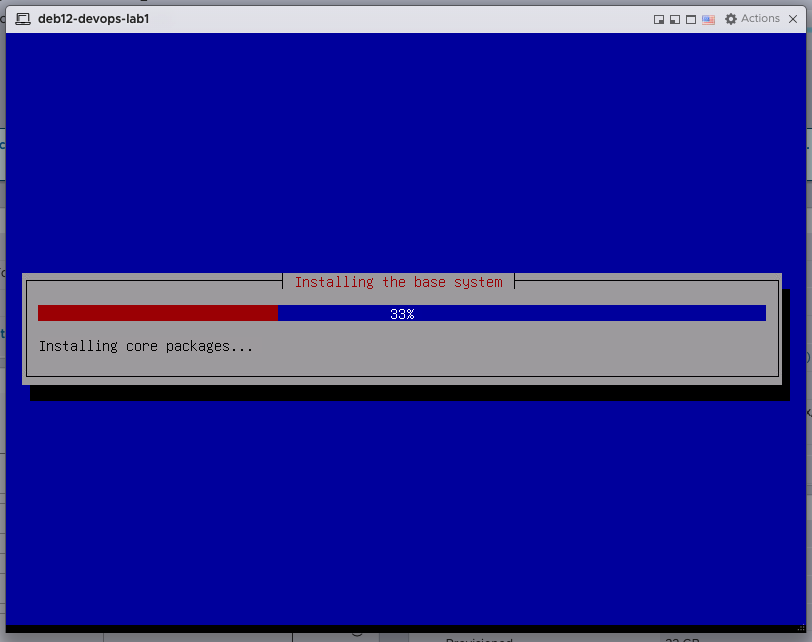 deb12-devops-lab1
Actions
Installing the base system
33%
Installing core packages...